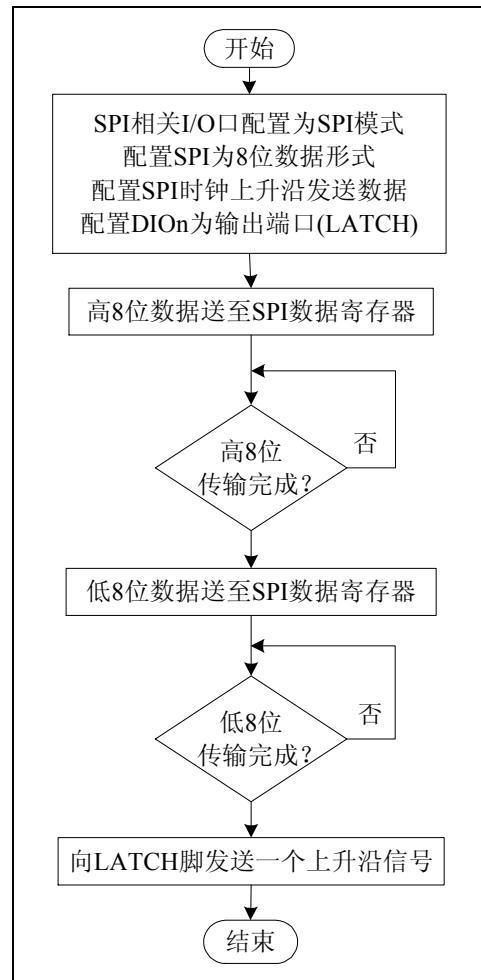 开始
SPI相关I/O口配置为SPI模式
配置SPI为8位数据形式
配置SPI时钟上升沿发送数据
配置DIOn为输出端口(LATCH)
高8位数据送至SPI数据寄存器
高8位
传输完成？
否
低8位数据送至SPI数据寄存器
低8位
传输完成？
否
向LATCH脚发送一个上升沿信号
结束